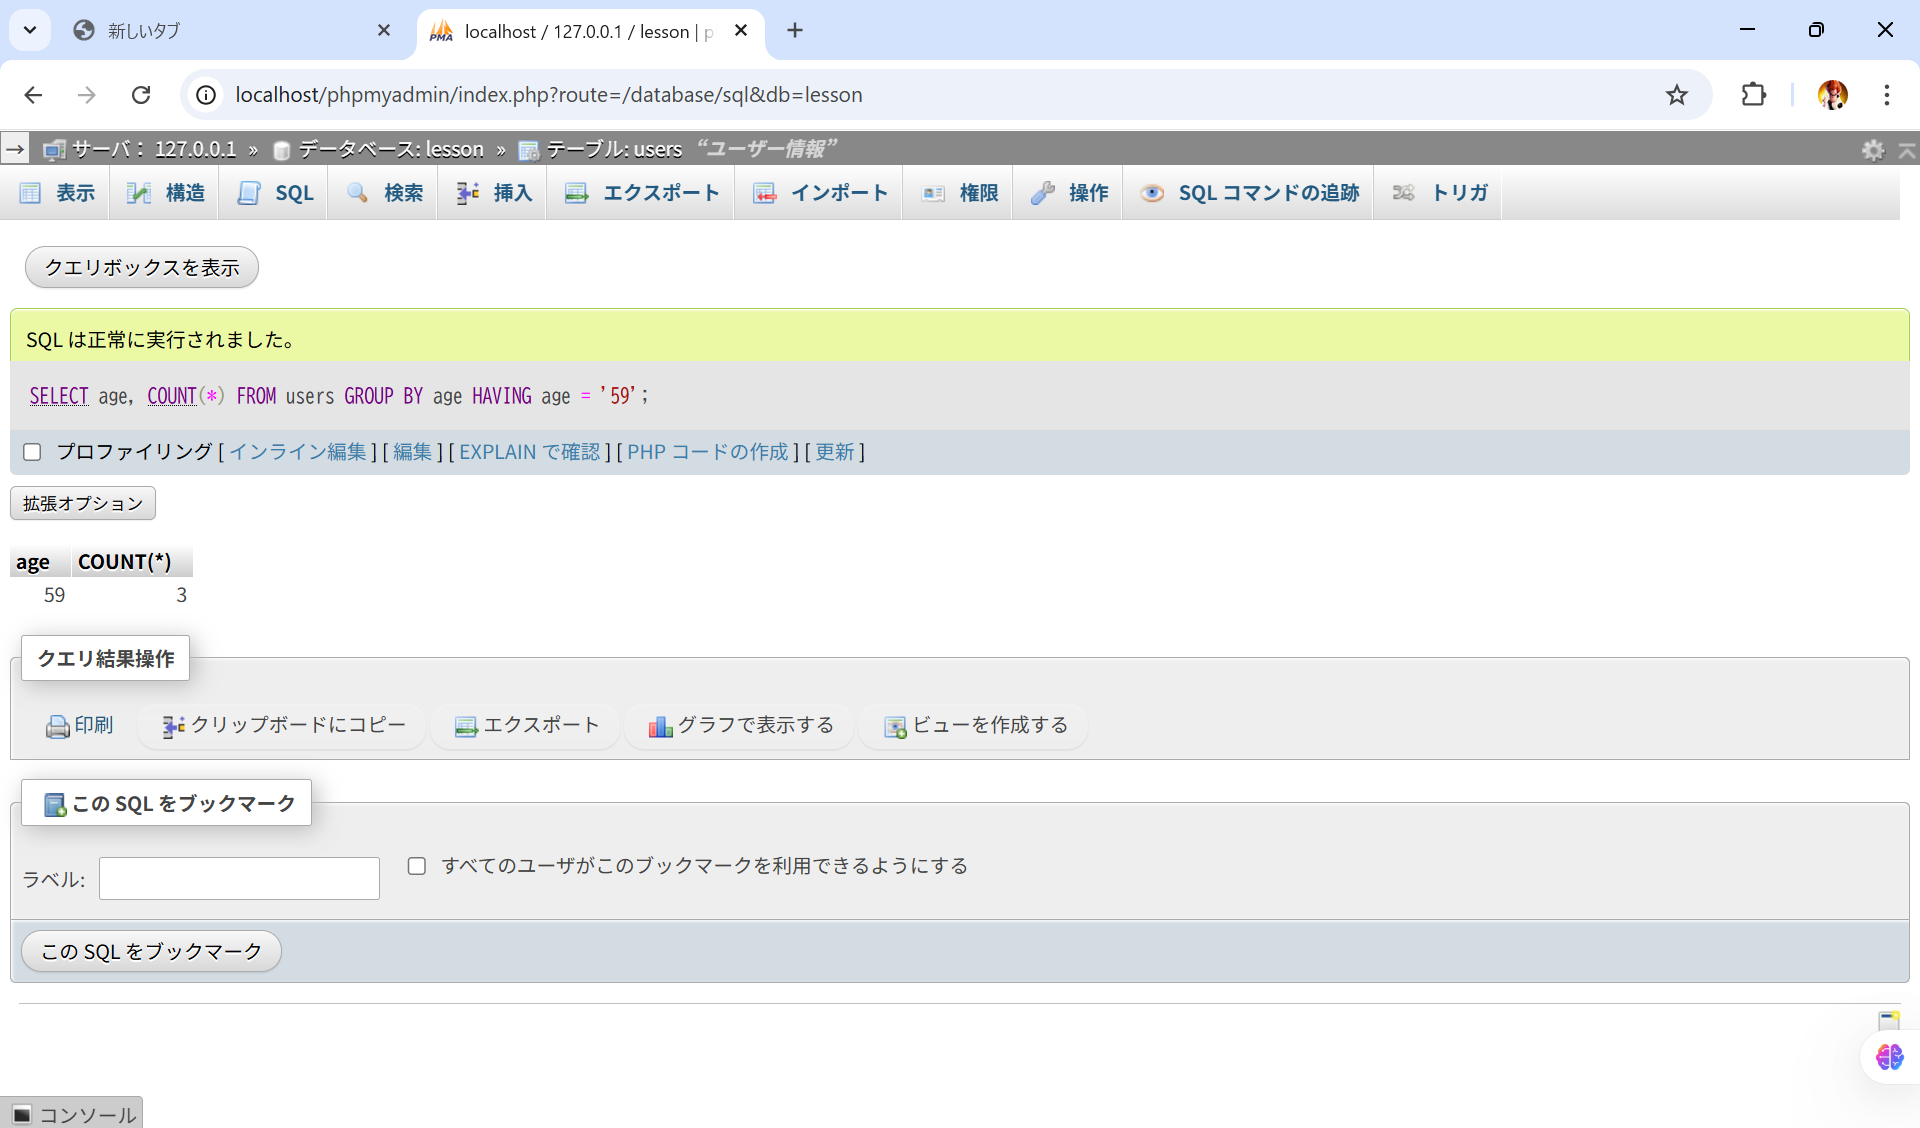 新しいタブ
localhost / 127.0.0.1 / lesson | p
localhost/phpmyadmin/index.php?route=/database/sql&db=lesson
サーバ： 127.0.0.1 » データベース: lesson » テーブル: users “ユーザー情報”
表示 構造 SQL 検索 挿入 エクスポート インポート 権限 操作 SQL コマンドの追跡 トリガ
クエリボックスを表示
SQL は正常に実行されました。
SELECT age, COUNT(*) FROM users GROUP BY age HAVING age = '59';
プロファイリング [ インライン編集 ] [ 編集 ] [ EXPLAIN で確認 ] [ PHP コードの作成 ] [ 更新 ]
拡張オプション
age COUNT(*)
59 3
クエリ結果操作
印刷 クリップボードにコピー エクスポート グラフで表示する ビューを作成する
この SQL をブックマーク
ラベル: すべてのユーザがこのブックマークを利用できるようにする
この SQL をブックマーク
コンソール